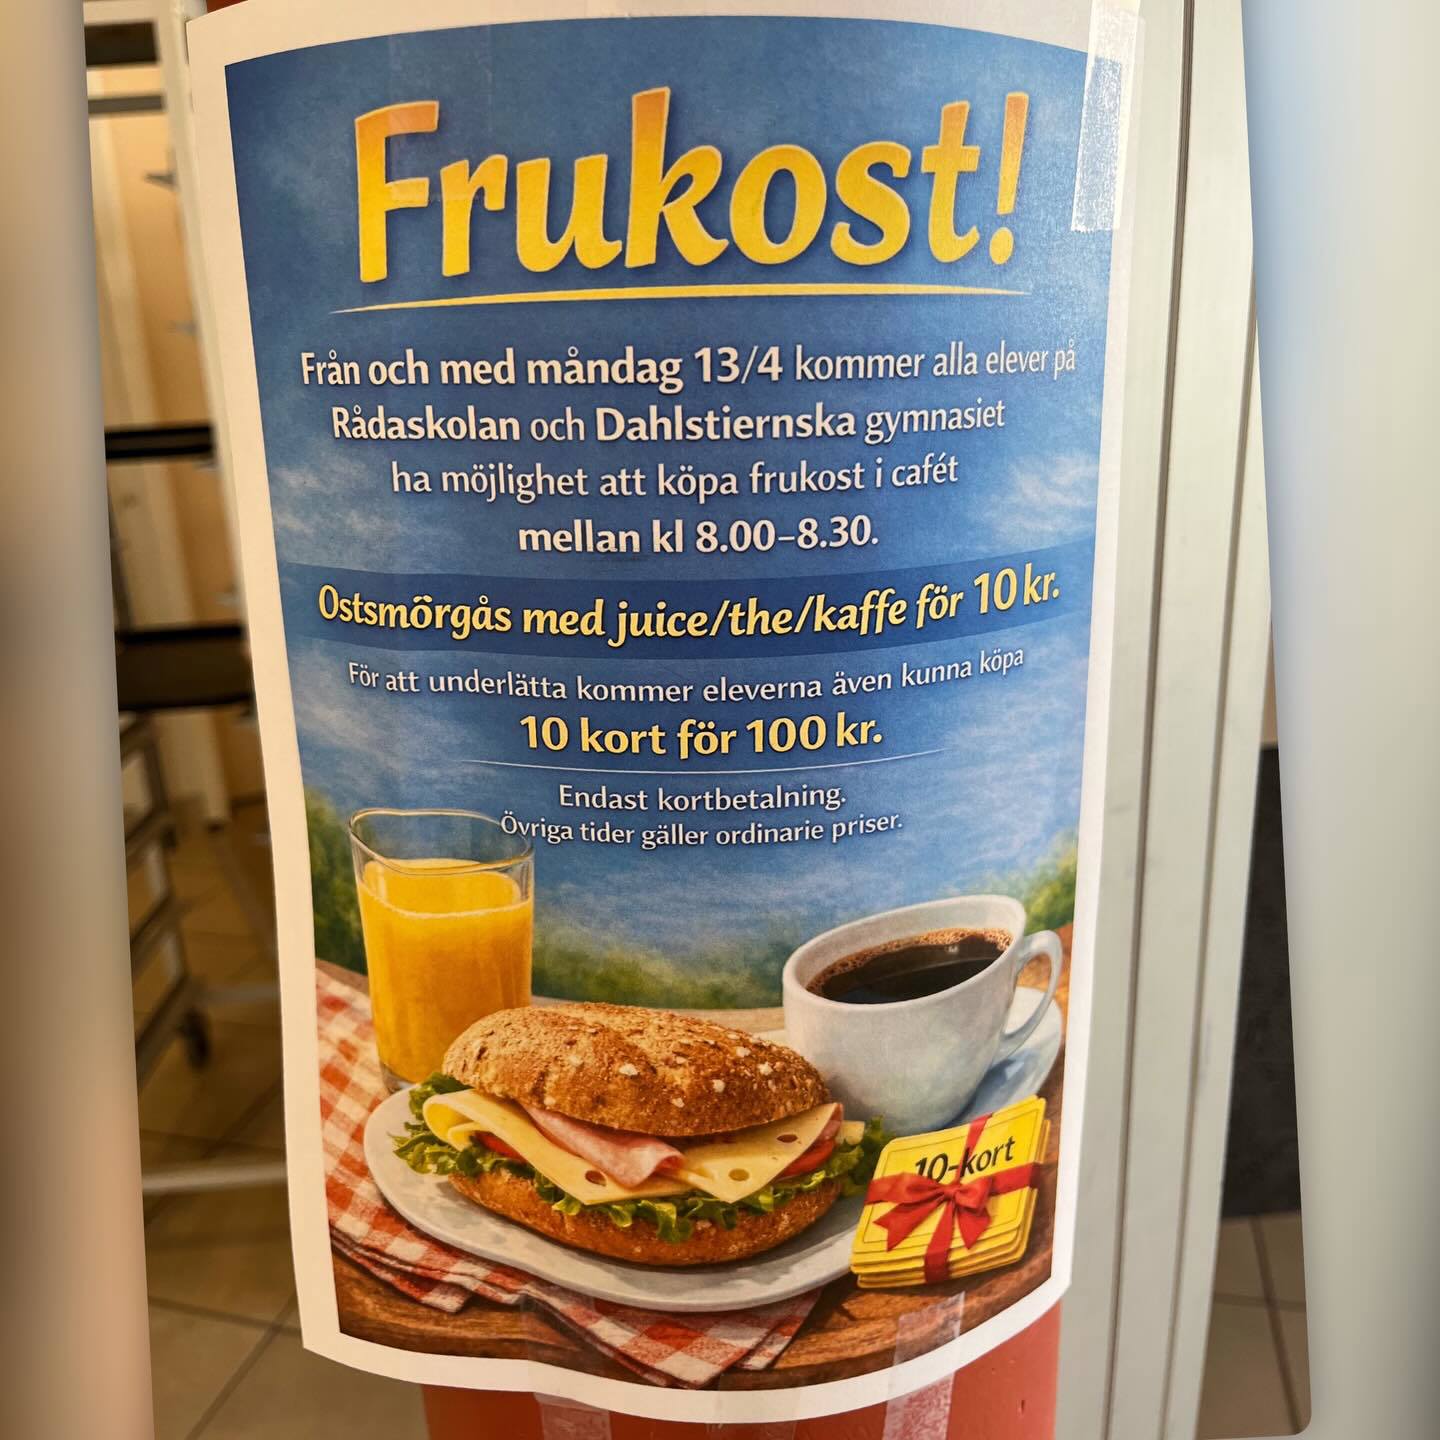 Frukost!
Från och med måndag 13/4 kommer alla elever på
Rådaskolan och Dahlstiernska gymnasiet
ha möjlighet att köpa frukost i cafét
mellan kl 8.00–8.30.
Ostsmörgås med juice/the/kaffe för 10 kr.
För att underlätta kommer eleverna även kunna köpa
10 kort för 100 kr.
Endast kortbetalning.
Övriga tider gäller ordinarie priser.
10-kort